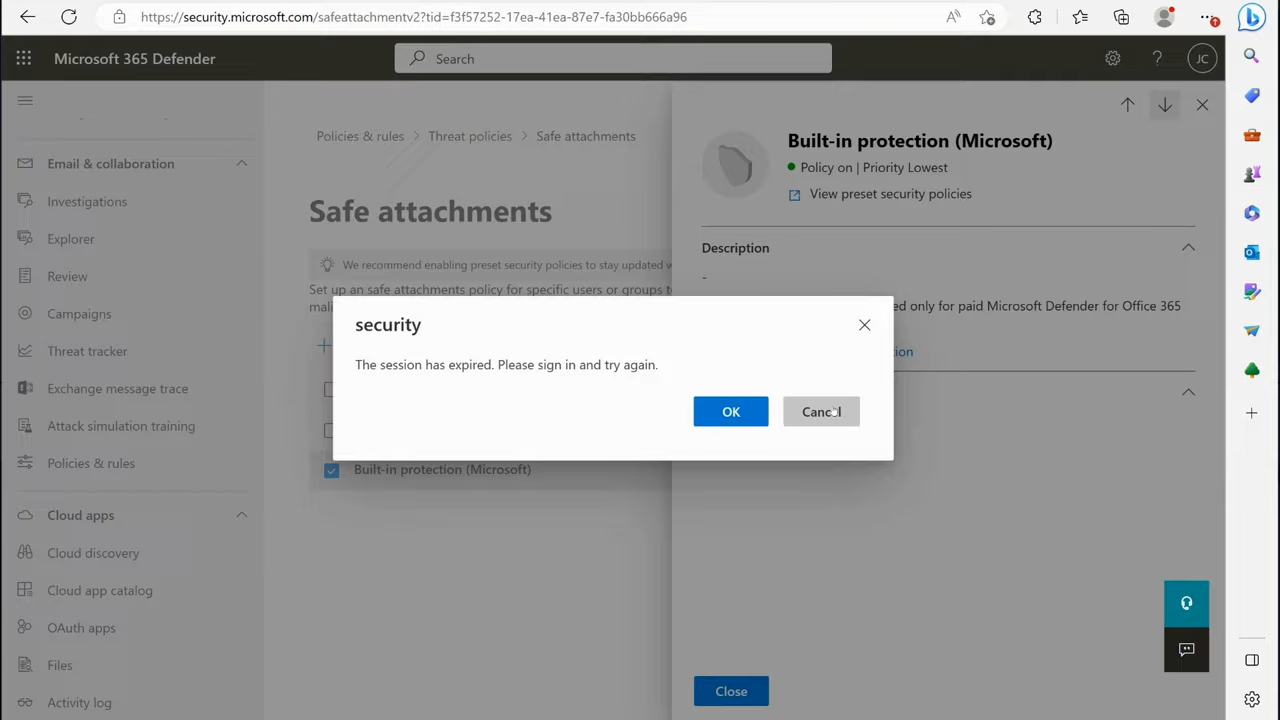 https://security.microsoft.com/safeattachmentv2?tid=f3f57252-17ea-41ea-87e7-fa30bb666a96
Microsoft 365 Defender
Search
JC
Email & collaboration
Investigations
Explorer
Review
Campaigns
Threat tracker
Exchange message trace
Attack simulation training
Policies & rules
Cloud apps
Cloud discovery
Cloud app catalog
OAuth apps
Files
Activity log
Policies & rules > Threat policies > Safe attachments
Safe attachments
We recommend enabling preset security policies to stay updated
Set up an safe attachments policy for specific users or groups
Built-in protection (Microsoft)
Built-in protection (Microsoft)
Policy on | Priority Lowest
View preset security policies
Description
-
only for paid Microsoft Defender for Office 365
security
The session has expired. Please sign in and try again.
OK
Cancel
Close